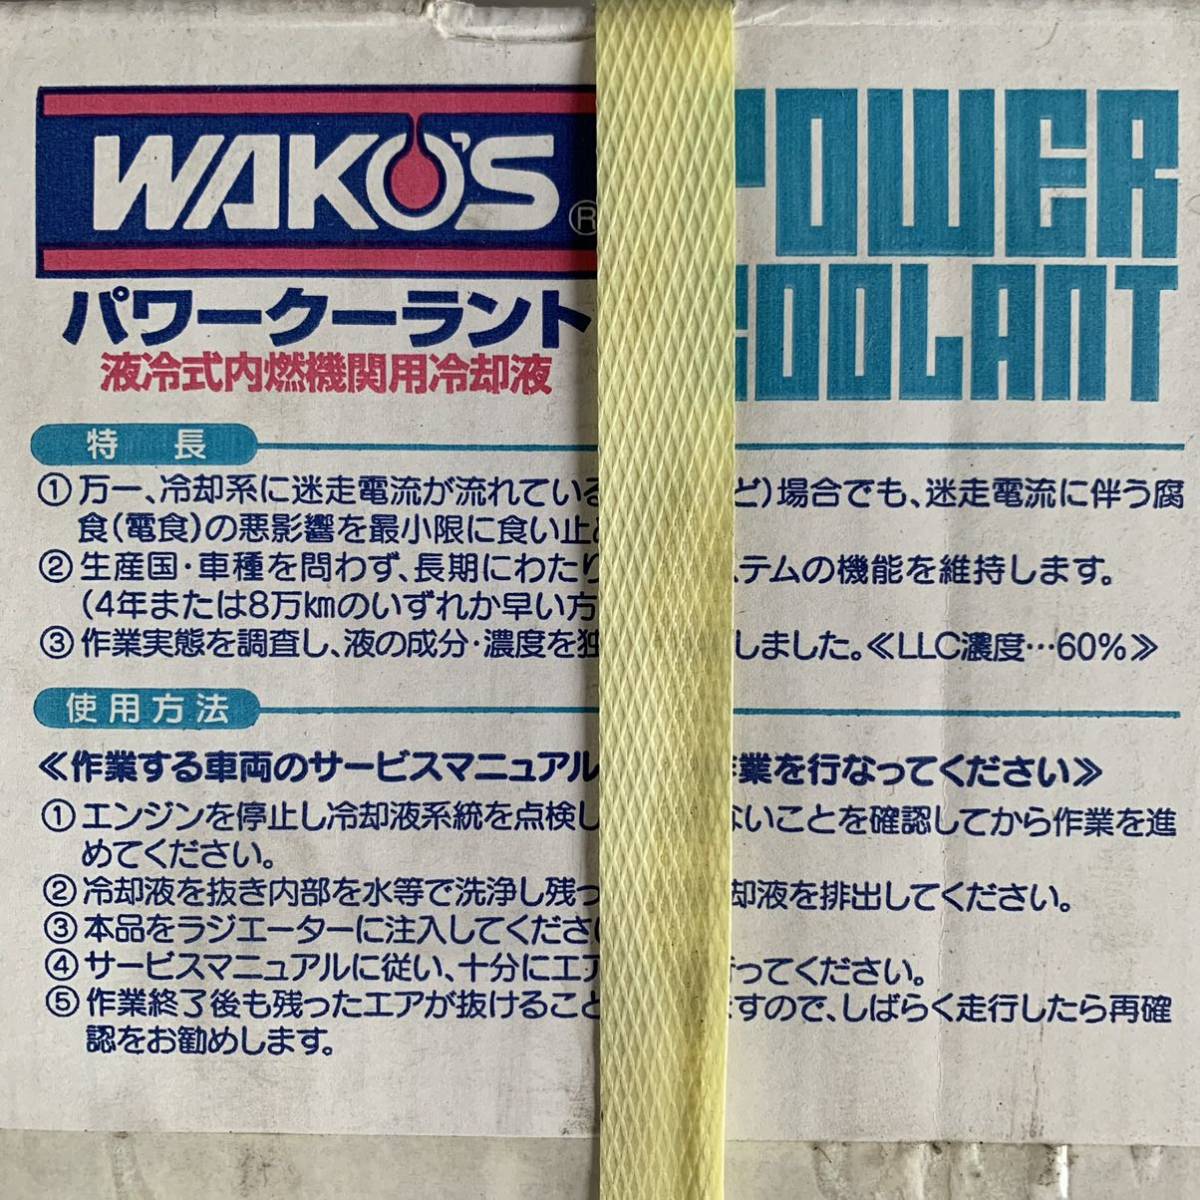 WAKO'S®
POWER
COOLANT
パワークーラント
液冷式内燃機関用冷却液
特長
①万一、冷却系に迷走電流が流れている ど)場合でも、迷走電流に伴う腐
食(電食)の悪影響を最小限に食い止
②生産国・車種を問わず、長期にわたり ステムの機能を維持します。
(4年または8万kmのいずれか早い方
③作業実態を調査し、液の成分・濃度を独 しました。≪LLC濃度…60%≫
使用方法
≪作業する車両のサービスマニュアル 作業を行なってください≫
①エンジンを停止し冷却液系統を点検し ないことを確認してから作業を進
めてください。
②冷却液を抜き内部を水等で洗浄し残っ 却液を排出してください。
③本品をラジエーターに注入してくださ
④サービスマニュアルに従い、十分にエア ってください。
⑤作業終了後も残ったエアが抜けること ますので、しばらく走行したら再確
認をお勧めします。